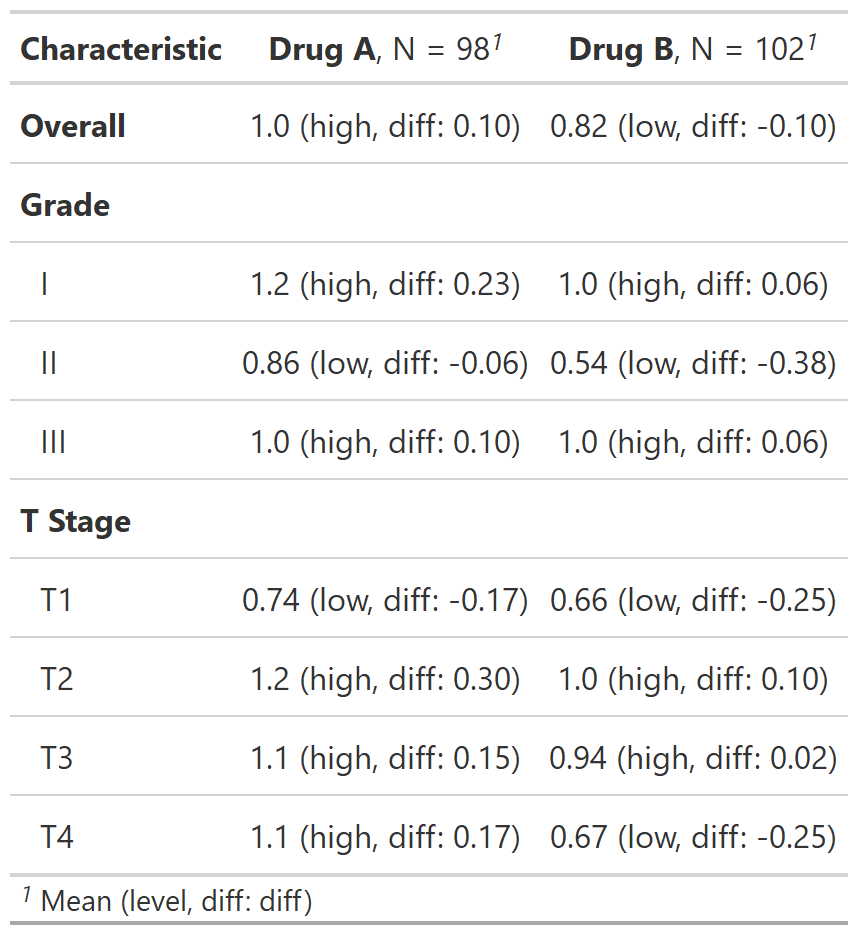 Characteristic Drug A, N = 98¹ Drug B, N = 102¹
Overall 1.0 (high, diff: 0.10) 0.82 (low, diff: -0.10)
Grade
I 1.2 (high, diff: 0.23) 1.0 (high, diff: 0.06)
II 0.86 (low, diff: -0.06) 0.54 (low, diff: -0.38)
III 1.0 (high, diff: 0.10) 1.0 (high, diff: 0.06)
T Stage
T1 0.74 (low, diff: -0.17) 0.66 (low, diff: -0.25)
T2 1.2 (high, diff: 0.30) 1.0 (high, diff: 0.10)
T3 1.1 (high, diff: 0.15) 0.94 (high, diff: 0.02)
T4 1.1 (high, diff: 0.17) 0.67 (low, diff: -0.25)
¹ Mean (level, diff: diff)